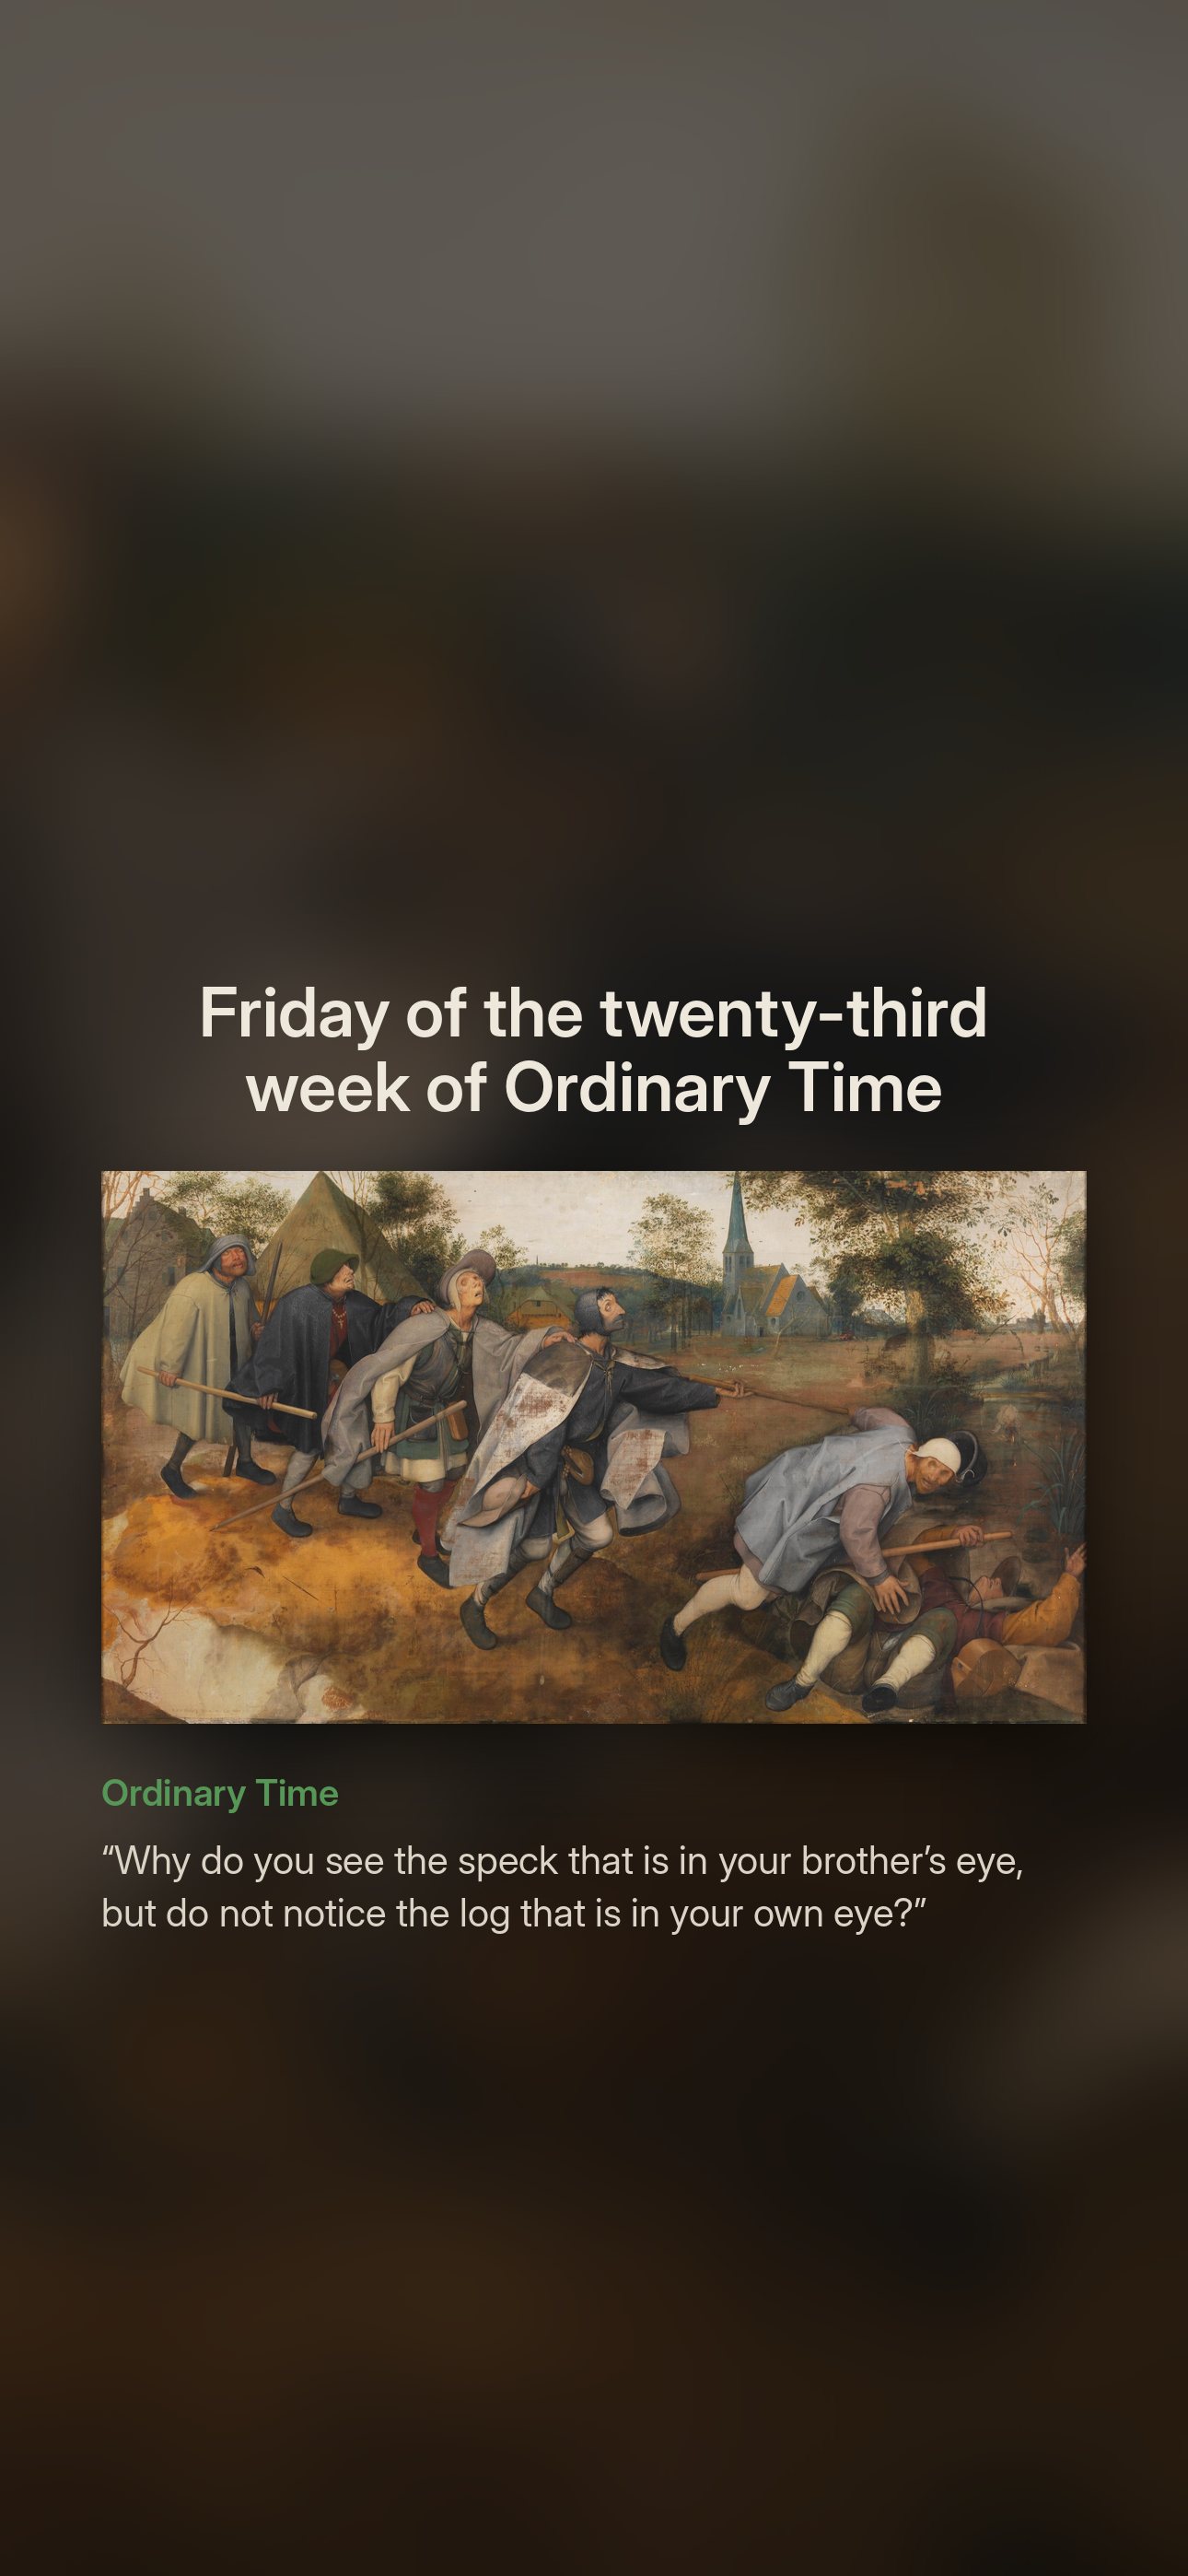 Friday of the twenty-third
week of Ordinary Time
Ordinary Time
“Why do you see the speck that is in your brother’s eye,
but do not notice the log that is in your own eye?”